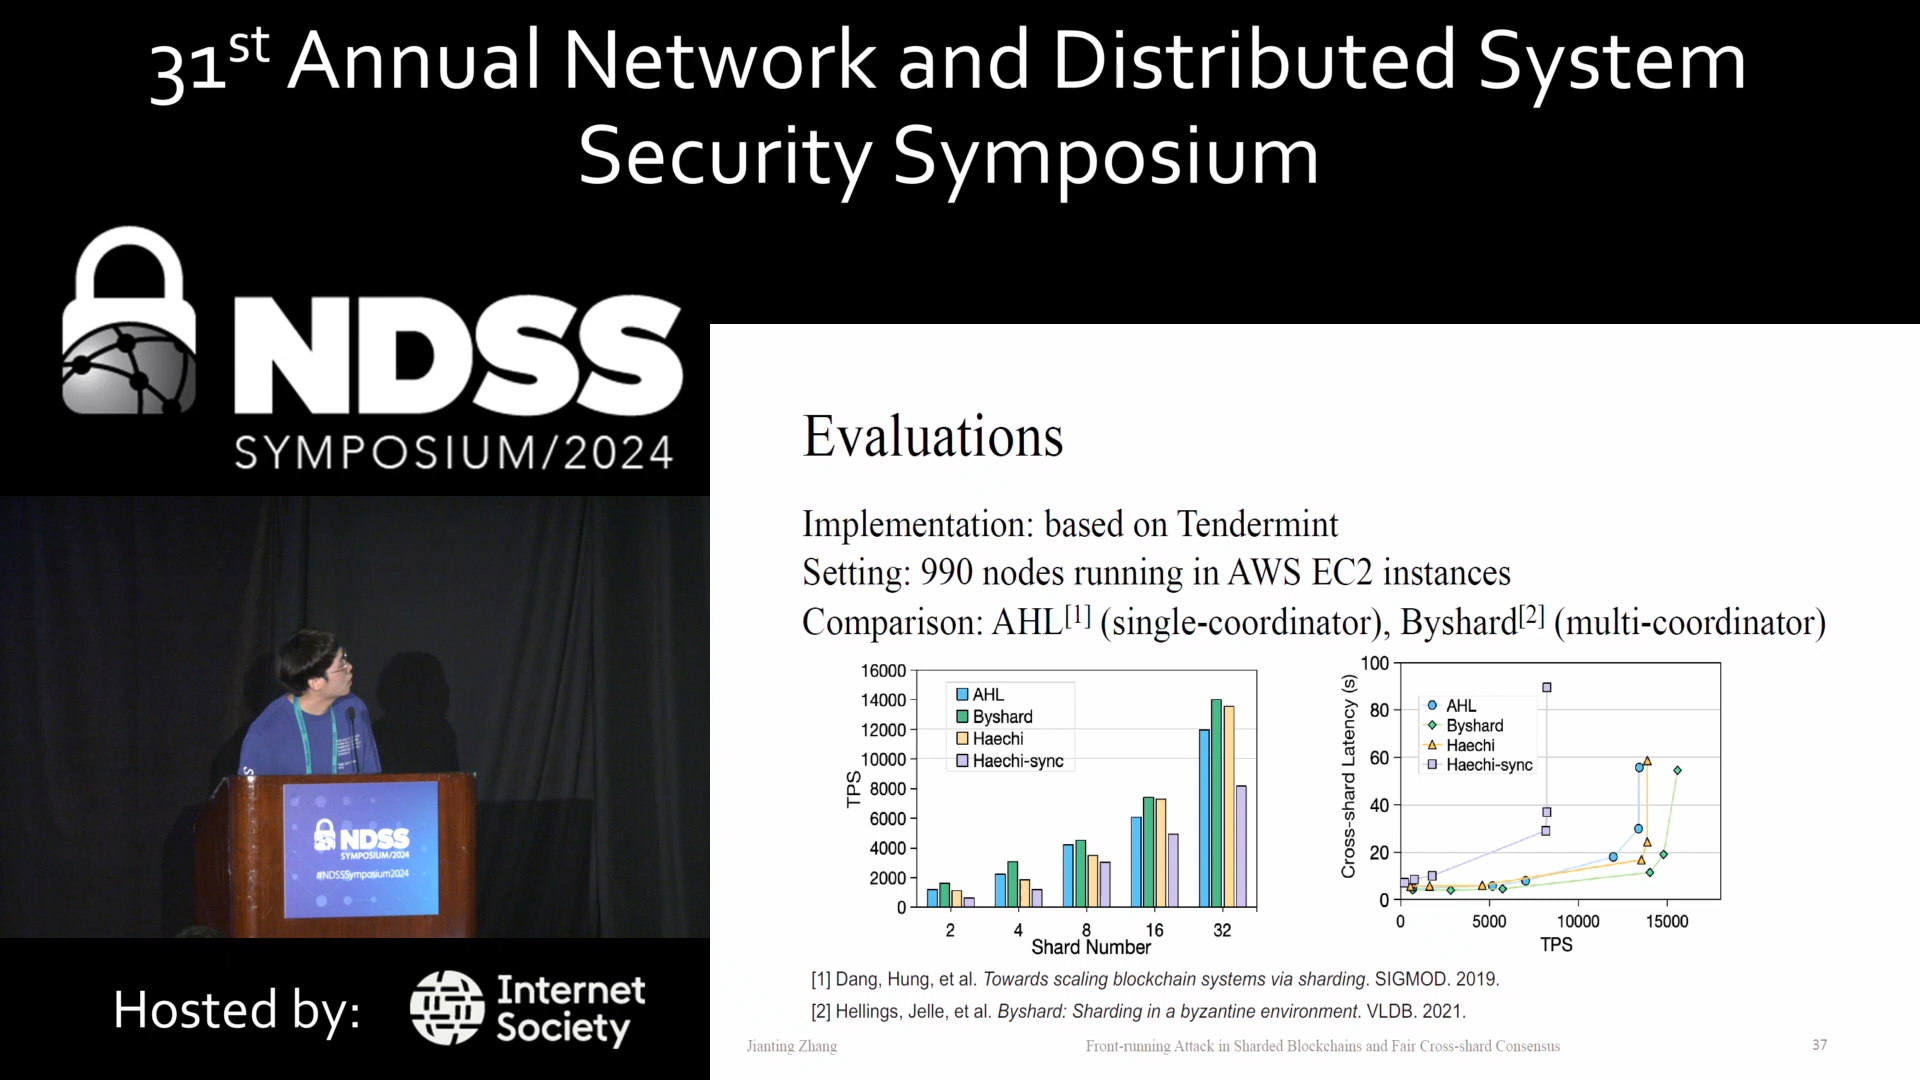 31st Annual Network and Distributed System
Security Symposium
NDSS
SYMPOSIUM/2024
Evaluations
Implementation: based on Tendermint
Setting: 990 nodes running in AWS EC2 instances
Comparison: AHL[1] (single-coordinator), Byshard[2] (multi-coordinator)
16000
14000
12000
10000
8000
6000
4000
2000
0
TPS
AHL
Byshard
Haechi
Haechi-sync
2 4 8 16 32
Shard Number
100
80
60
40
20
0
Cross-shard Latency (s)
AHL
Byshard
Haechi
Haechi-sync
0 5000 10000 15000
TPS
[1] Dang, Hung, et al. Towards scaling blockchain systems via sharding. SIGMOD. 2019.
[2] Hellings, Jelle, et al. Byshard: Sharding in a byzantine environment. VLDB. 2021.
Jianting Zhang Front-running Attack in Sharded Blockchains and Fair Cross-shard Consensus 37
NDSS
SYMPOSIUM/2024
#NDSSSymposium2024
Hosted by:
Internet
Society